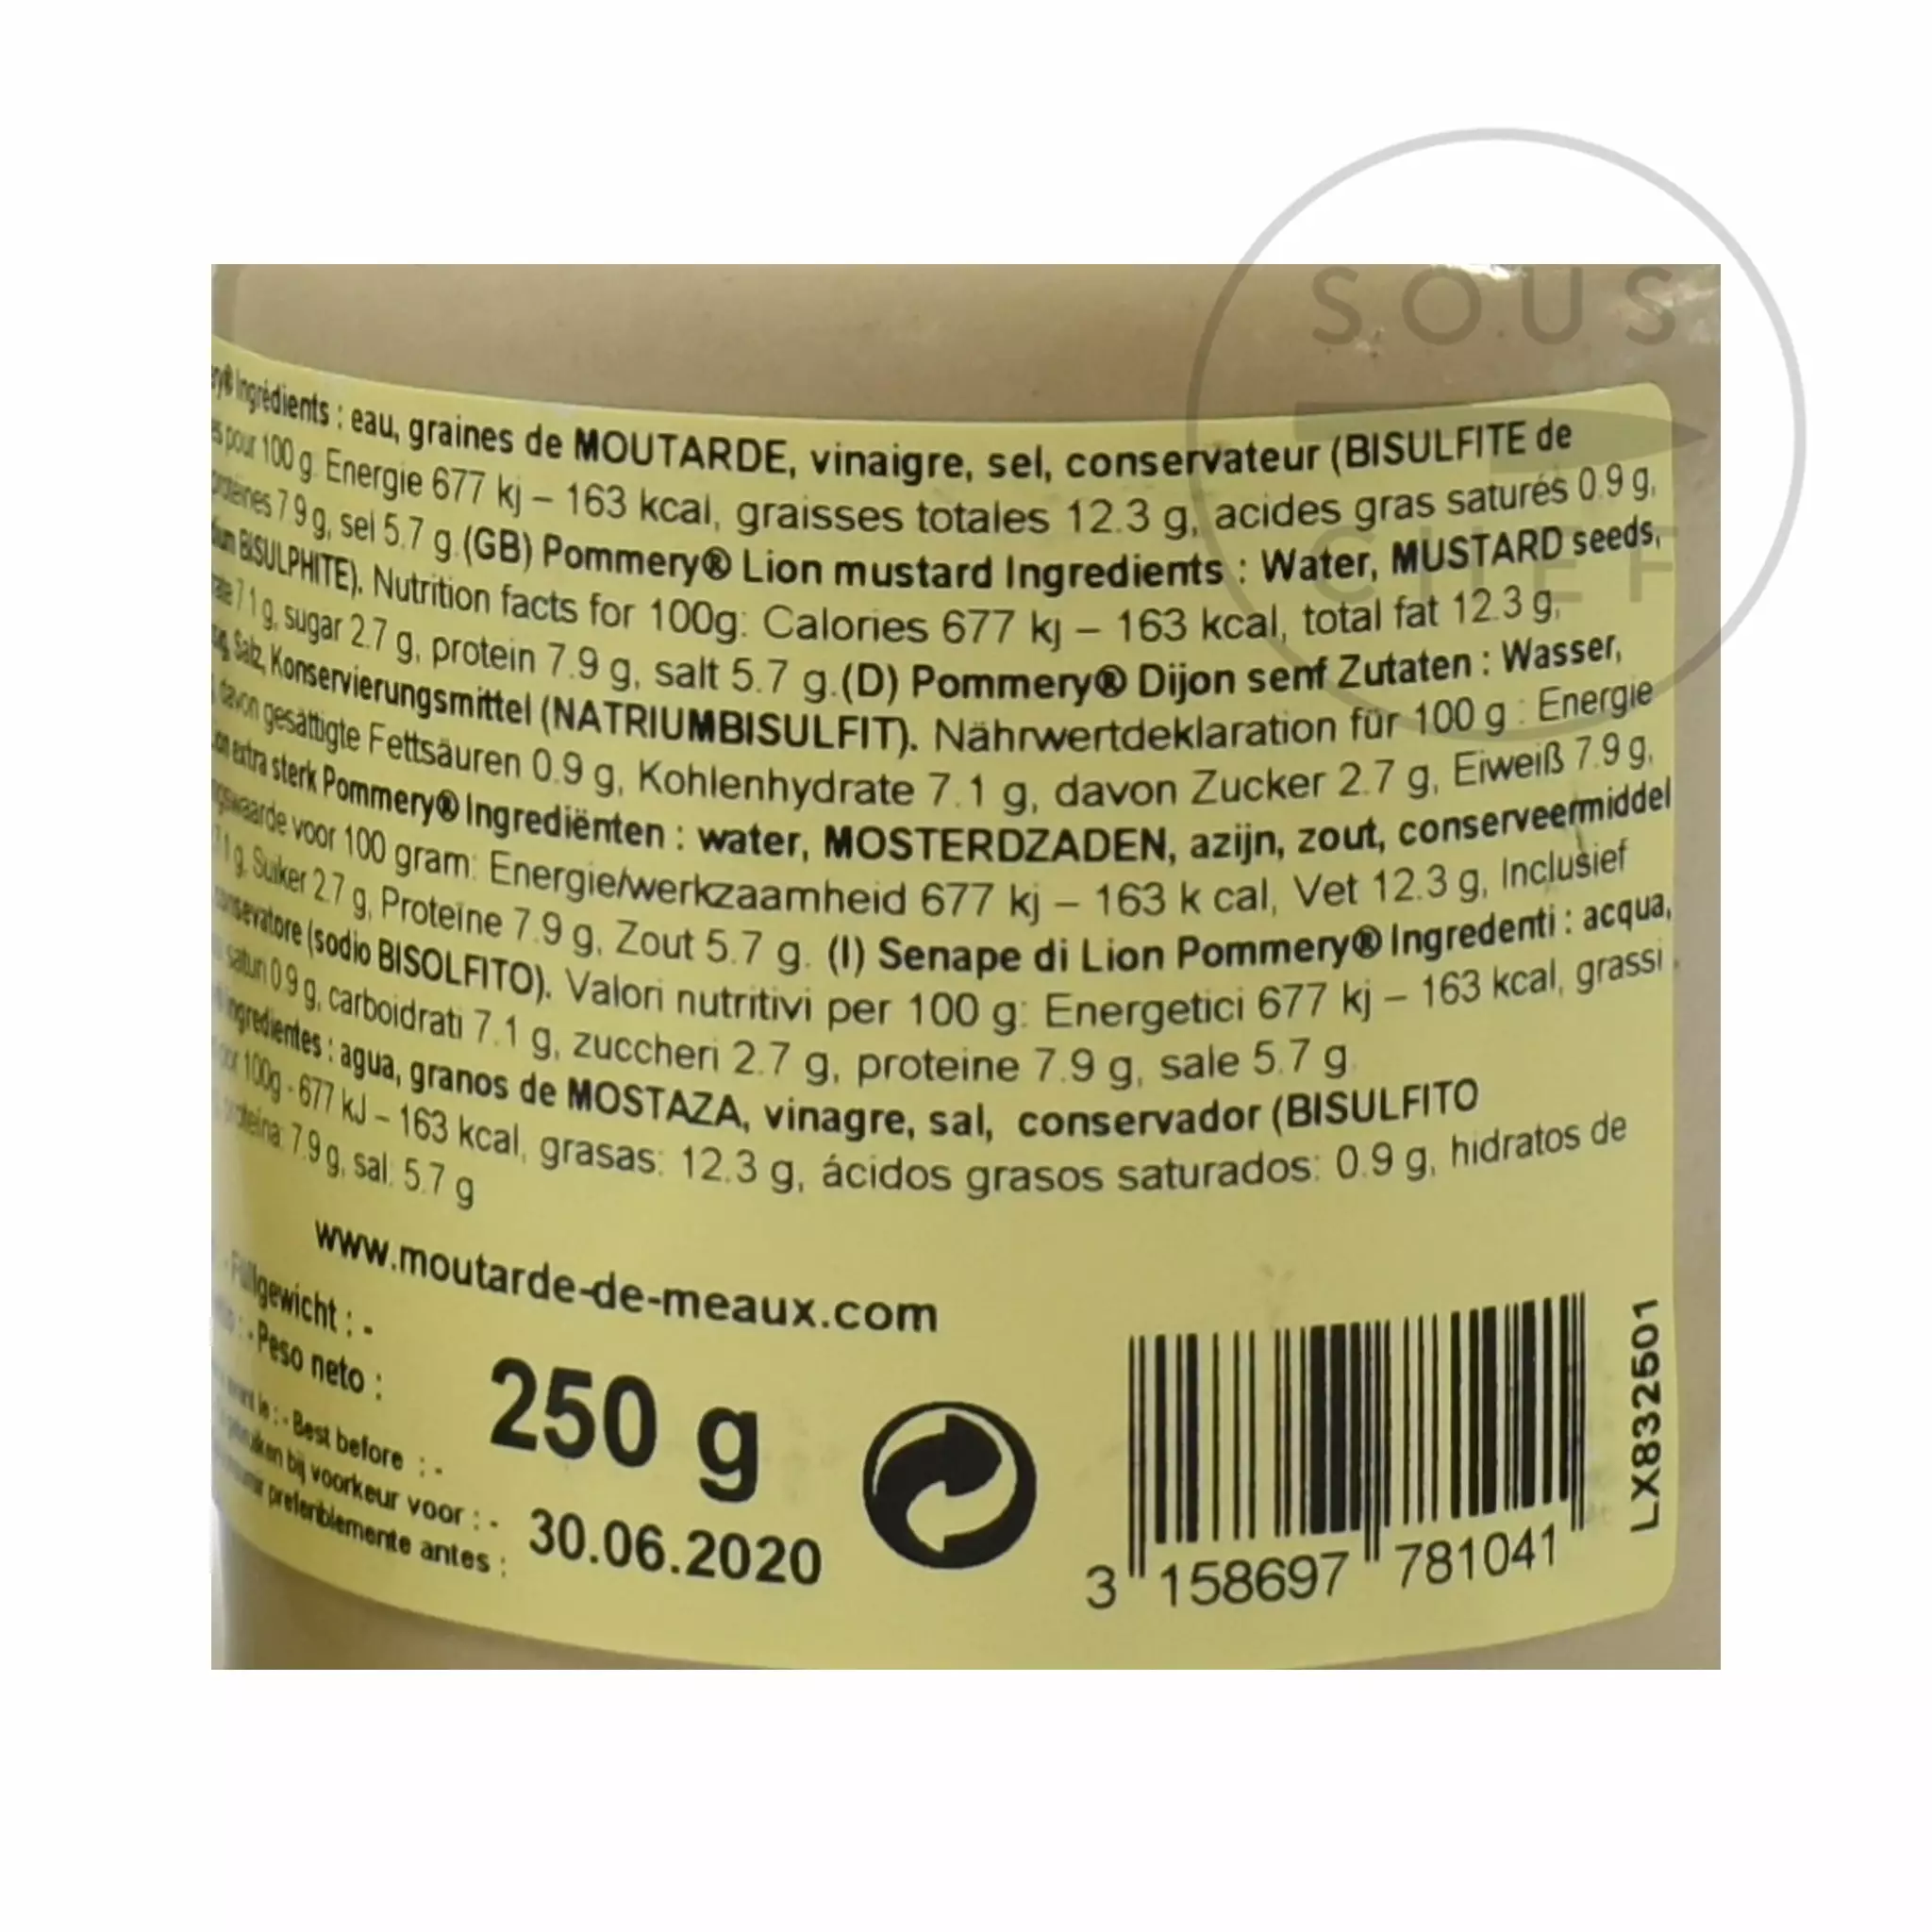 SOUS
CHEF
Ingrédients : eau, graines de MOUTARDE, vinaigre, sel, conservateur (BISULFITE de
pour 100 g. Energie 677 kj – 163 kcal, graisses totales 12.3 g, acides gras saturés 0.9 g,
protéines 7.9 g, sel 5.7 g.(GB) Pommery® Lion mustard Ingredients : Water, MUSTARD seeds,
BISULPHITE). Nutrition facts for 100g: Calories 677 kj – 163 kcal, total fat 12.3 g,
7.1 g, sugar 2.7 g, protein 7.9 g, salt 5.7 g.(D) Pommery® Dijon senf Zutaten : Wasser,
Salz, Konservierungsmittel (NATRIUMBISULFIT). Nährwertdeklaration für 100 g : Energie
davon gesättigte Fettsäuren 0.9 g, Kohlenhydrate 7.1 g, davon Zucker 2.7 g, Eiweiß 7.9 g,
extra sterk Pommery® Ingrediënten : water, MOSTERDZADEN, azijn, zout, conserveermiddel
voor 100 gram: Energie/werkzaamheid 677 kj – 163 k cal, Vet 12.3 g, Inclusief
7.1 g, Suiker 2.7 g, Proteïne 7.9 g, Zout 5.7 g. (I) Senape di Lion Pommery® Ingredenti : acqua,
(sodio BISOLFITO). Valori nutritivi per 100 g: Energetici 677 kj – 163 kcal, grassi
saturi 0.9 g, carboidrati 7.1 g, zuccheri 2.7 g, proteine 7.9 g, sale 5.7 g.
Ingredientes : agua, granos de MOSTAZA, vinagre, sal, conservador (BISULFITO
por 100g - 677 kJ – 163 kcal, grasas: 12.3 g, ácidos grasos saturados: 0.9 g, hidratos de
proteína: 7.9 g, sal: 5.7 g
www.moutarde-de-meaux.com
Füllgewicht : -
- Peso neto :
250 g
avant le : - Best before : -
bij voorkeur voor : -
preferiblemente antes :
30.06.2020
3 158697 781041
LX832501